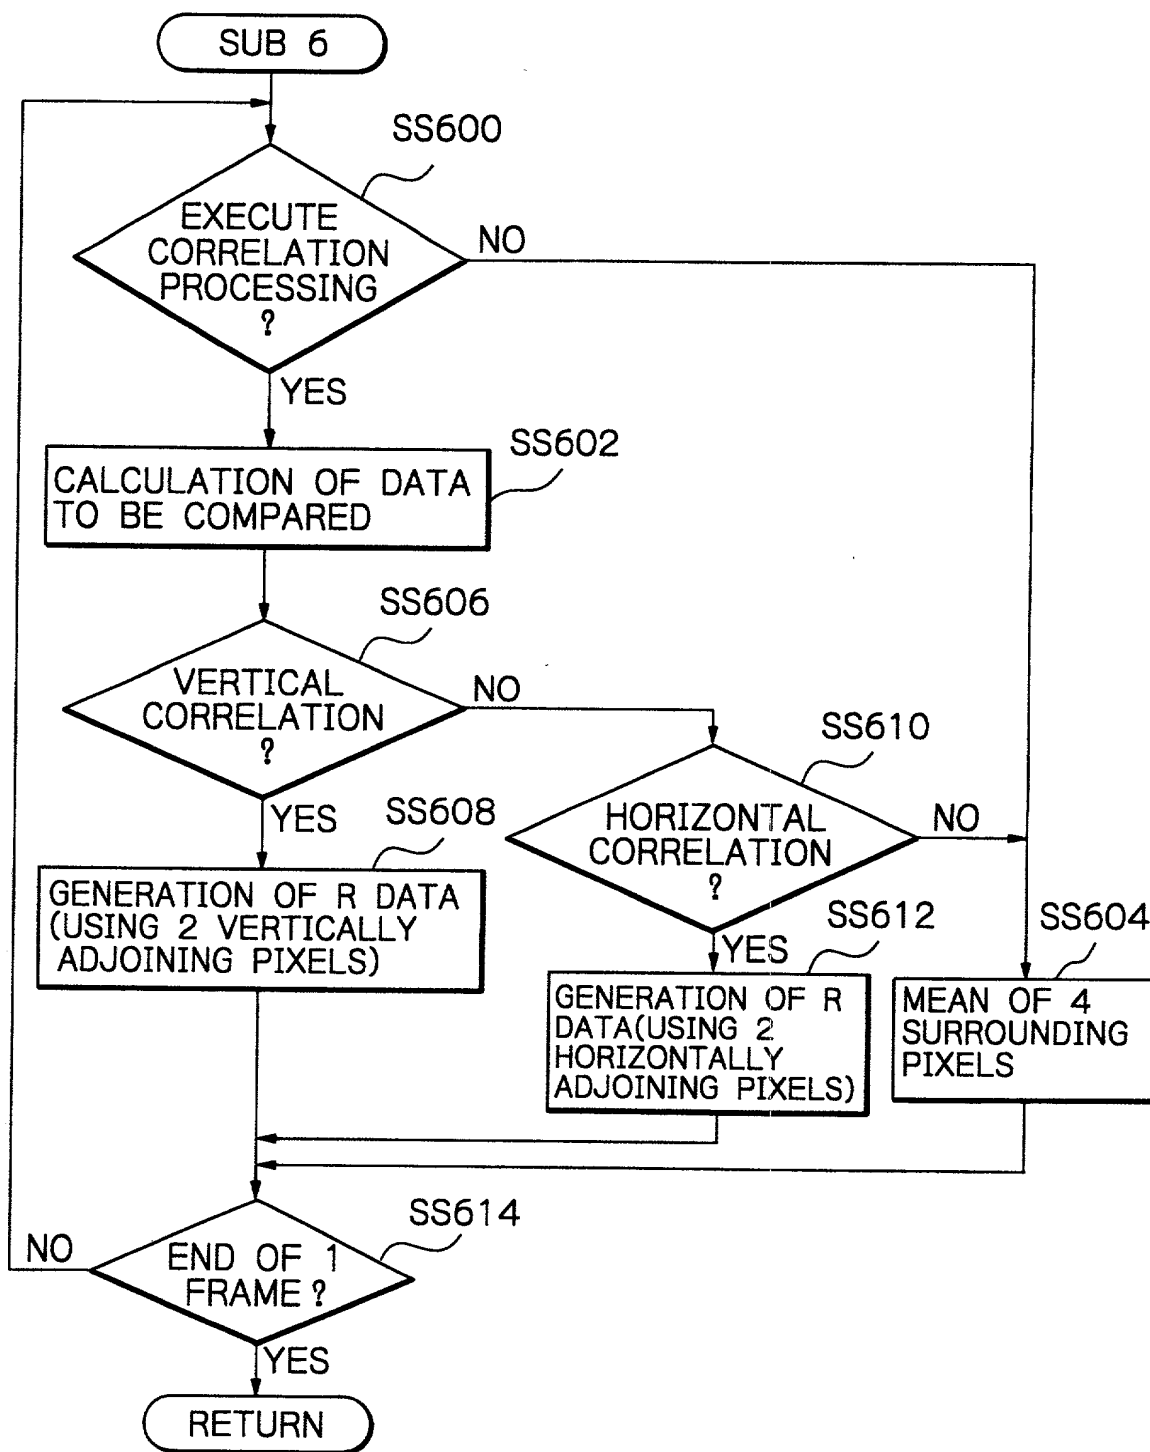 SUB 6
SS600
EXECUTE
CORRELATION
PROCESSING
?
NO
YES
SS602
CALCULATION OF DATA
TO BE COMPARED
SS606
VERTICAL
CORRELATION
?
NO
YES
SS610
HORIZONTAL
CORRELATION
?
NO
YES
SS608
GENERATION OF R DATA
(USING 2 VERTICALLY
ADJOINING PIXELS)
SS612
GENERATION OF R
DATA(USING 2
HORIZONTALLY
ADJOINING PIXELS)
SS604
MEAN OF 4
SURROUNDING
PIXELS
SS614
END OF 1
FRAME ?
NO
YES
RETURN